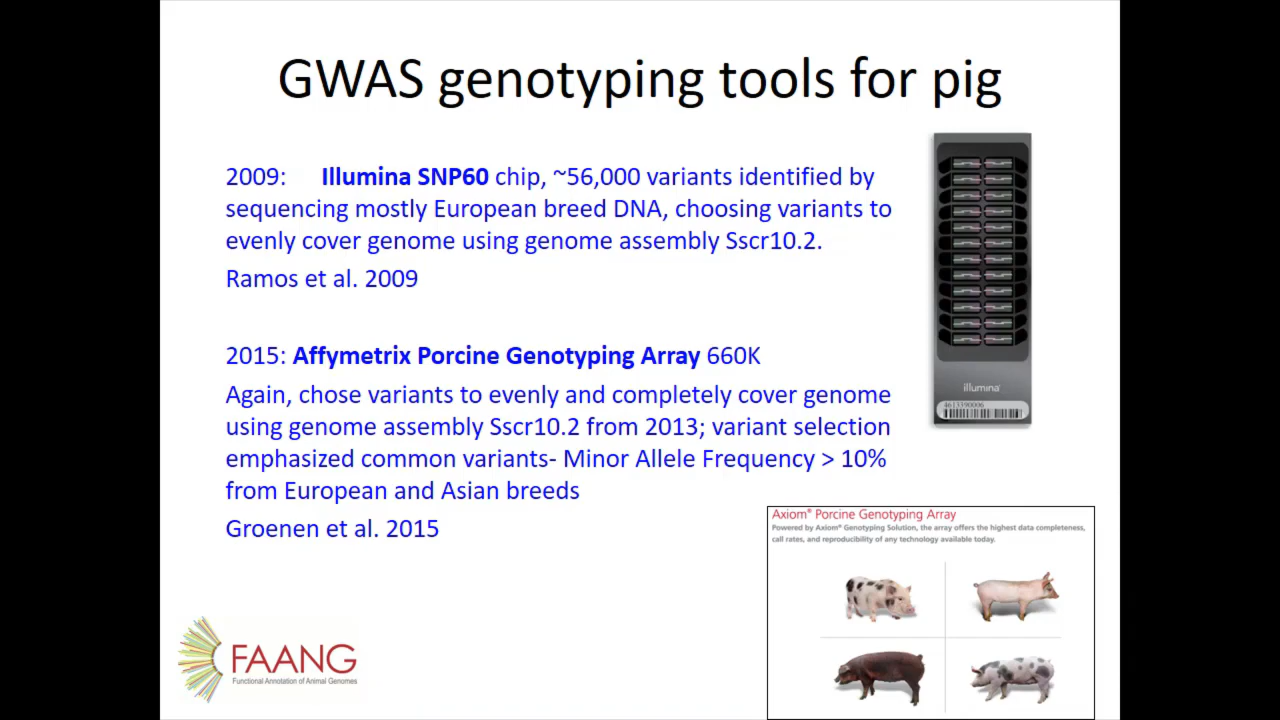 GWAS genotyping tools for pig
2009: Illumina SNP60 chip, ~56,000 variants identified by
sequencing mostly European breed DNA, choosing variants to
evenly cover genome using genome assembly Sscr10.2.
Ramos et al. 2009
2015: Affymetrix Porcine Genotyping Array 660K
Again, chose variants to evenly and completely cover genome
using genome assembly Sscr10.2 from 2013; variant selection
emphasized common variants- Minor Allele Frequency > 10%
from European and Asian breeds
Groenen et al. 2015
illumina
4613390006
Axiom® Porcine Genotyping Array
Powered by Axiom® Genotyping Solution, the array offers the highest data completeness,
call rates, and reproducibility of any technology available today.
FAANG
Functional Annotation of Animal Genomes